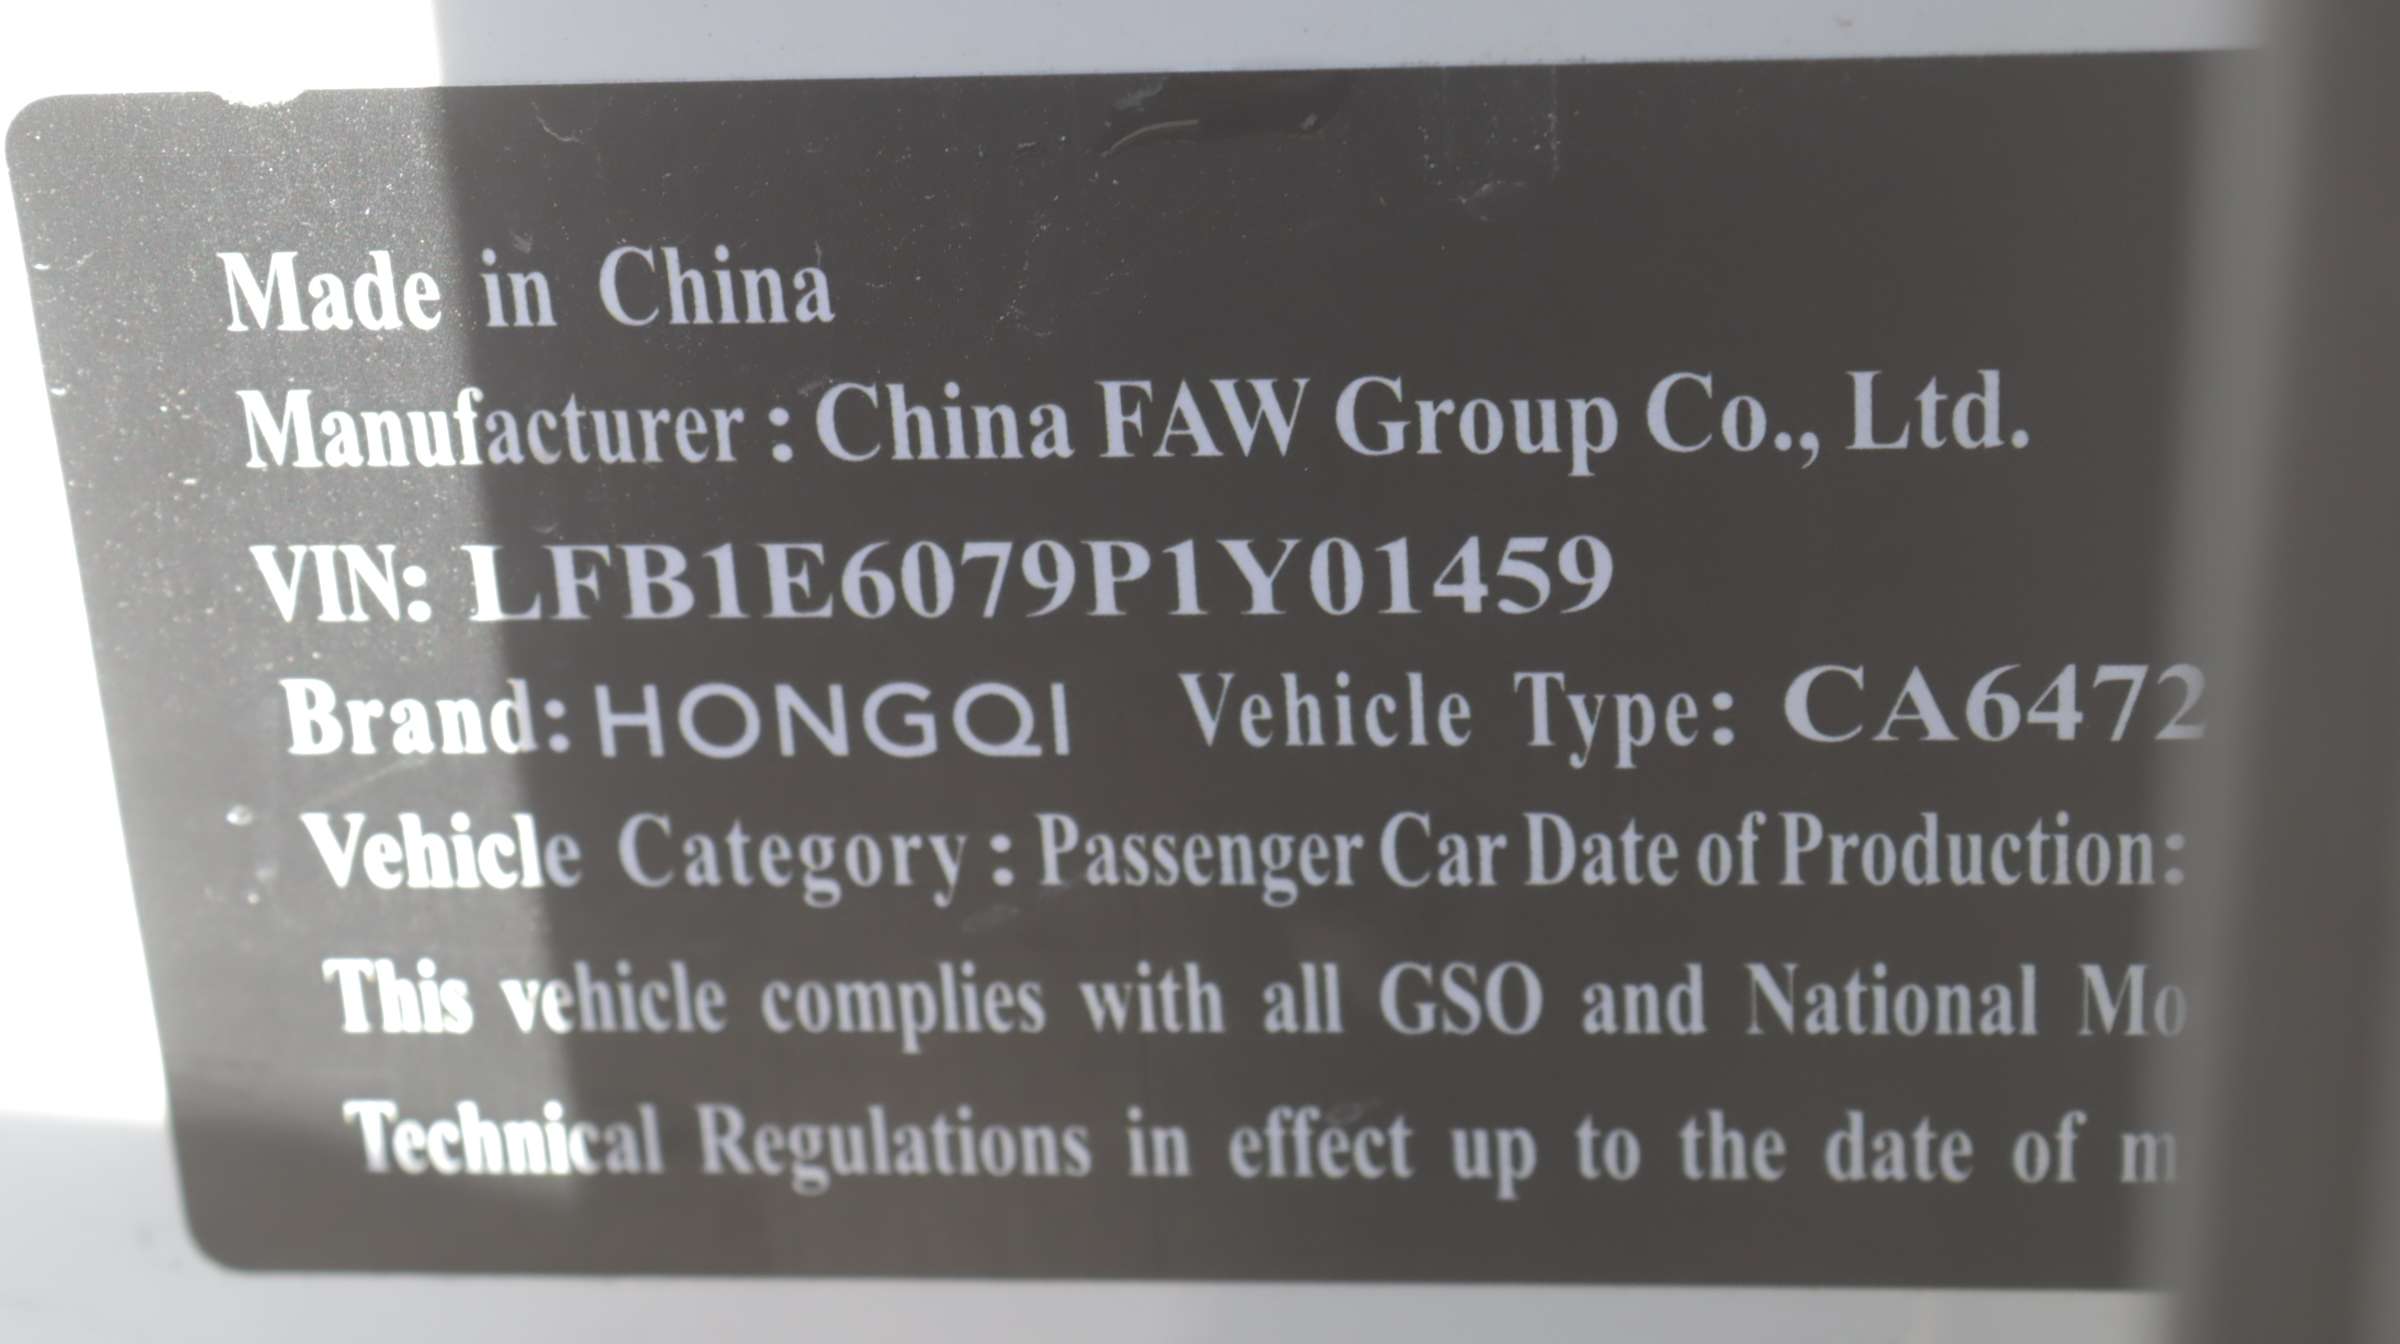 Made in China
Manufacturer : China FAW Group Co., Ltd.
VIN: LFB1E6079P1Y01459
Brand: HONGQI Vehicle Type: CA6472
Vehicle Category : Passenger Car Date of Production:
This vehicle complies with all GSO and National Mo
Technical Regulations in effect up to the date of m